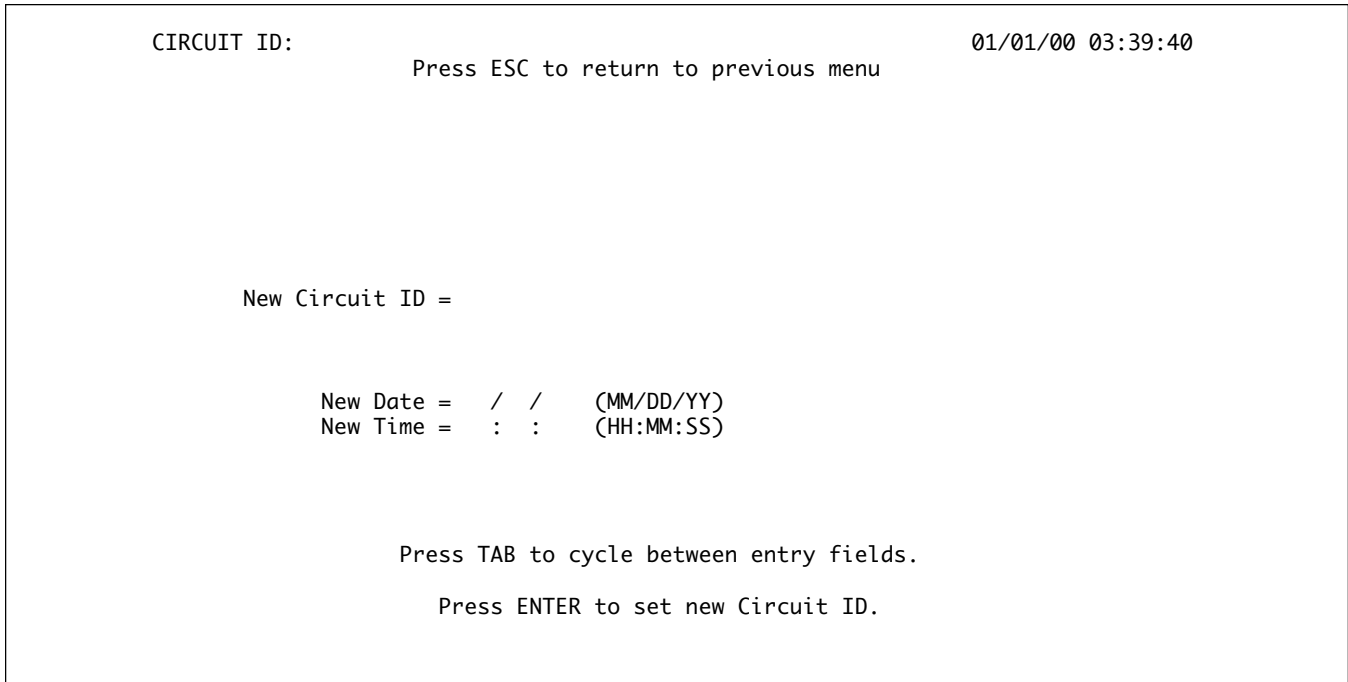 CIRCUIT ID: 01/01/00 03:39:40
Press ESC to return to previous menu
New Circuit ID =
New Date = / / (MM/DD/YY)
New Time = : : (HH:MM:SS)
Press TAB to cycle between entry fields.
Press ENTER to set new Circuit ID.